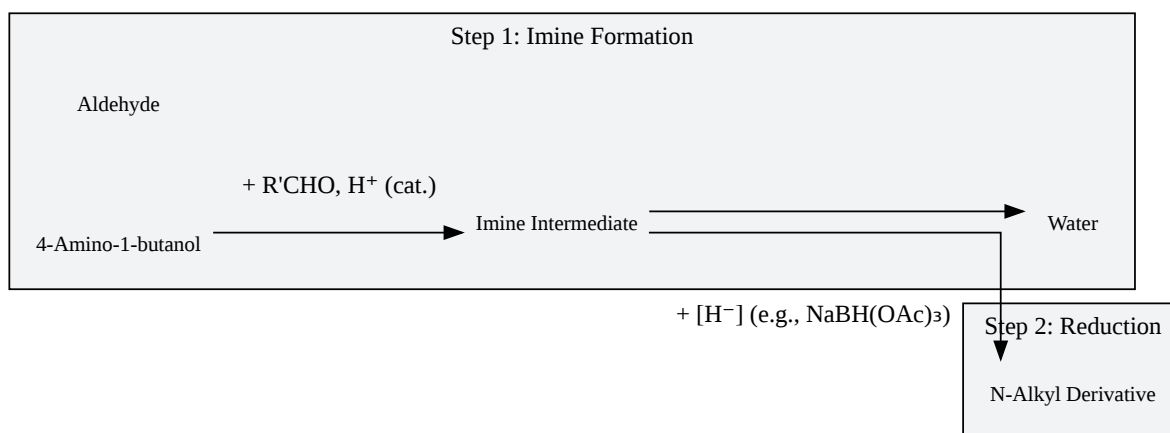 Step 1: Imine Formation
Aldehyde
+ R'CHO, H⁺ (cat.)
4-Amino-1-butanol
Imine Intermediate
Water
+ [H⁻] (e.g., NaBH(OAc)₃)
Step 2: Reduction
N-Alkyl Derivative